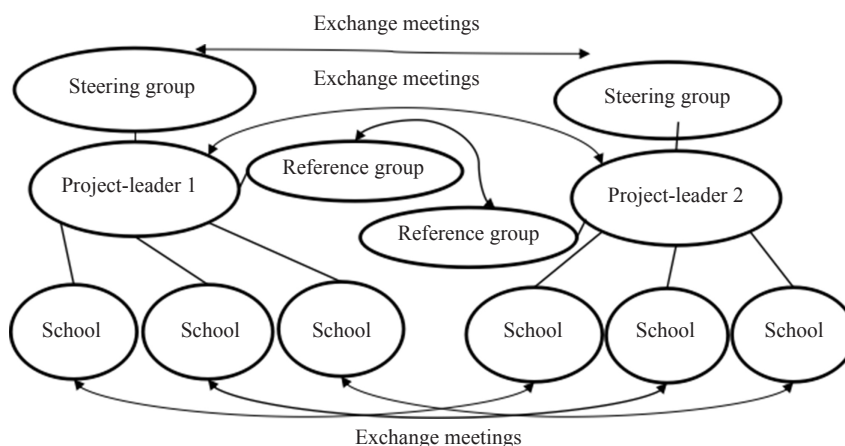 Exchange meetings
Steering group
Exchange meetings
Steering group
Project-leader 1
Reference group
Project-leader 2
Reference group
School
School
School
School
School
School
Exchange meetings